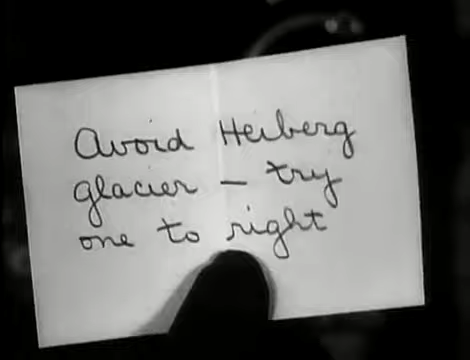 Avoid Heiberg
glacier – try
one to right